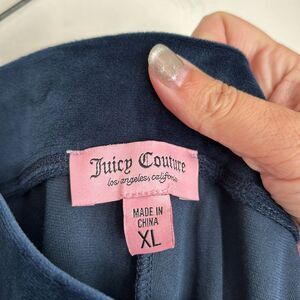 Juicy Couture
los angeles, california
MADE IN
CHINA
XL